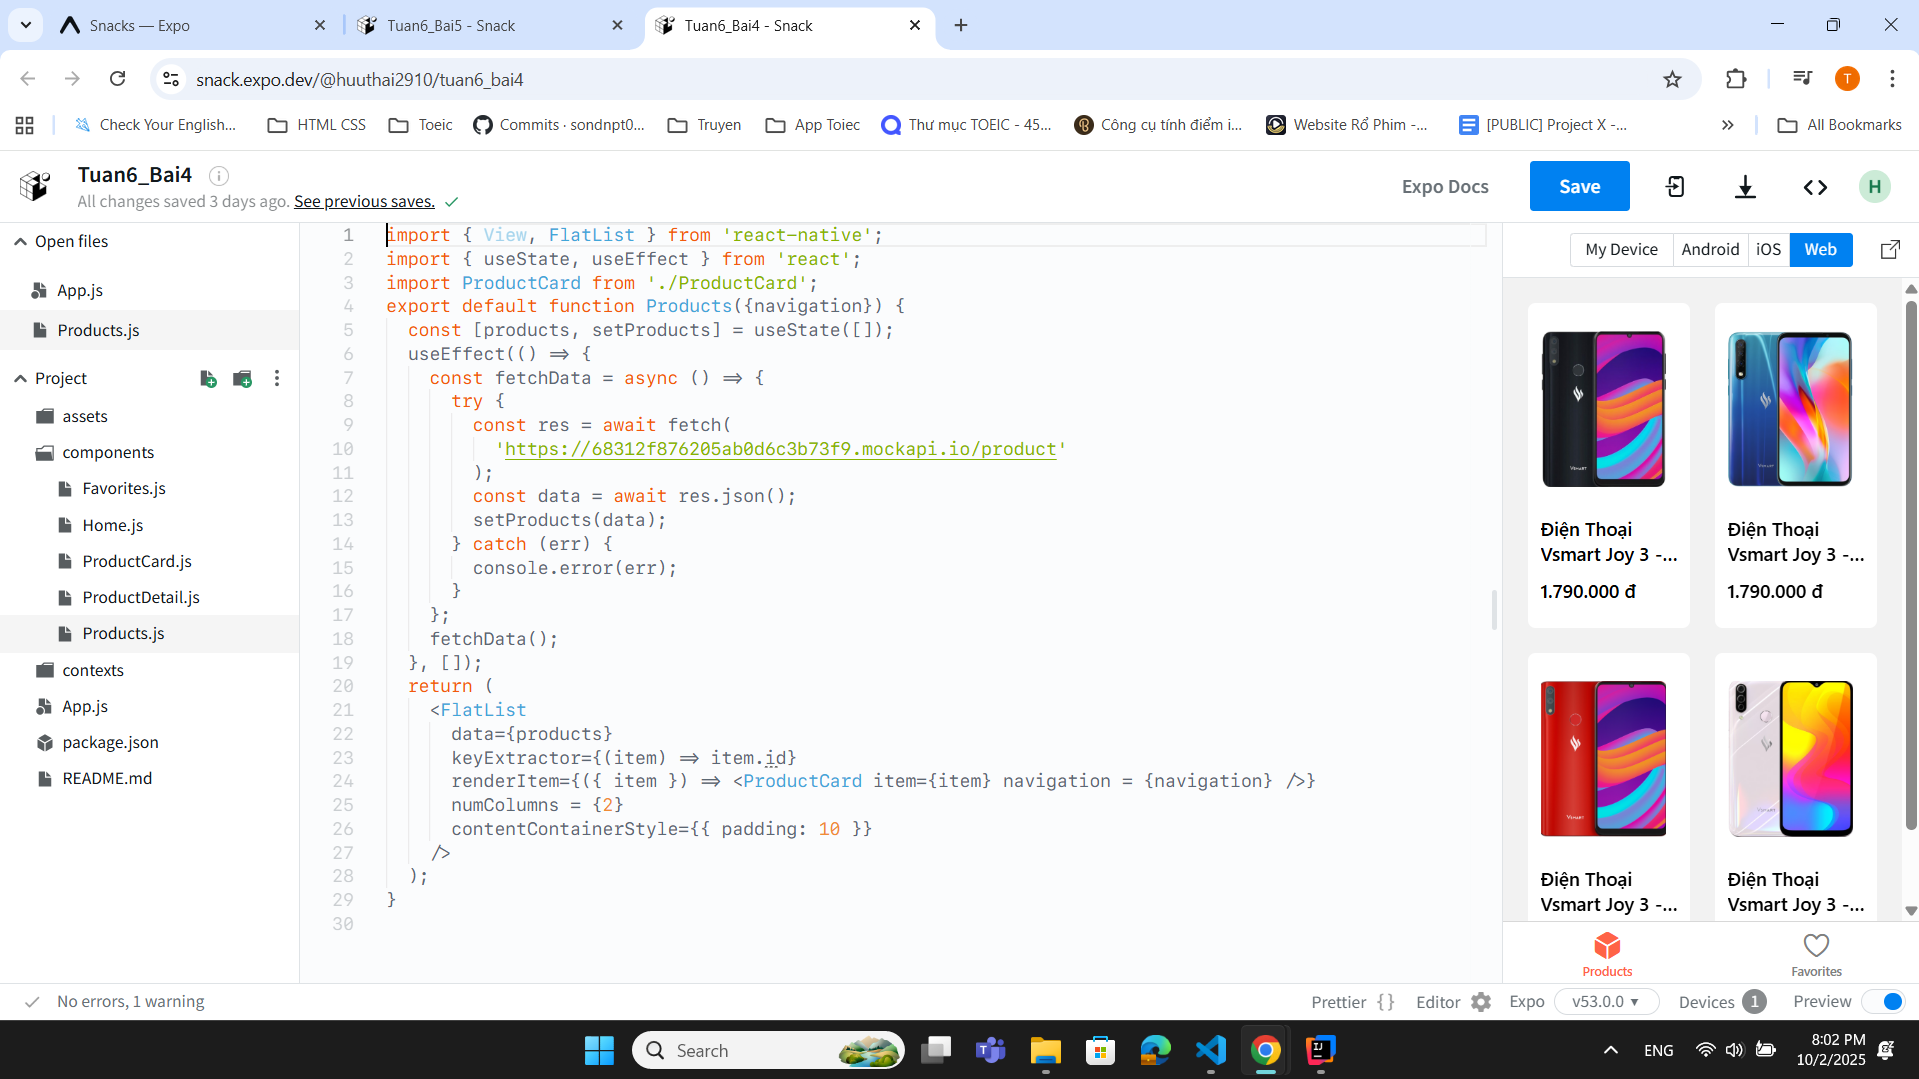 Snacks — Expo
Tuan6_Bai5 - Snack
Tuan6_Bai4 - Snack
snack.expo.dev/@huuthai2910/tuan6_bai4
T
Check Your English...
HTML CSS
Toeic
Commits · sondnpt0...
Truyen
App Toiec
Thư mục TOEIC - 45...
Công cụ tính điểm i...
Website Rổ Phim -...
[PUBLIC] Project X -...
All Bookmarks
Tuan6_Bai4
All changes saved 3 days ago. See previous saves.
Expo Docs
Save
H
Open files
App.js
Products.js
Project
assets
components
Favorites.js
Home.js
ProductCard.js
ProductDetail.js
Products.js
contexts
App.js
package.json
README.md
1 import { View, FlatList } from 'react-native';
2 import { useState, useEffect } from 'react';
3 import ProductCard from './ProductCard';
4 export default function Products({navigation}) {
5 const [products, setProducts] = useState([]);
6 useEffect(() => {
7 const fetchData = async () => {
8 try {
9 const res = await fetch(
10 'https://68312f876205ab0d6c3b73f9.mockapi.io/product'
11 );
12 const data = await res.json();
13 setProducts(data);
14 } catch (err) {
15 console.error(err);
16 }
17 };
18 fetchData();
19 }, []);
20 return (
21 <FlatList
22 data={products}
23 keyExtractor={(item) => item.id}
24 renderItem={({ item }) => <ProductCard item={item} navigation = {navigation} />}
25 numColumns = {2}
26 contentContainerStyle={{ padding: 10 }}
27 />
28 );
29 }
30
My Device
Android
iOS
Web
VSMART
Điện Thoại
Vsmart Joy 3 -...
1.790.000 đ
Điện Thoại
Vsmart Joy 3 -...
1.790.000 đ
Điện Thoại
Vsmart Joy 3 -...
Điện Thoại
Vsmart Joy 3 -...
Products
Favorites
No errors, 1 warning
Prettier { }
Editor
Expo
v53.0.0
Devices 1
Preview
Search
ENG
8:02 PM
10/2/2025